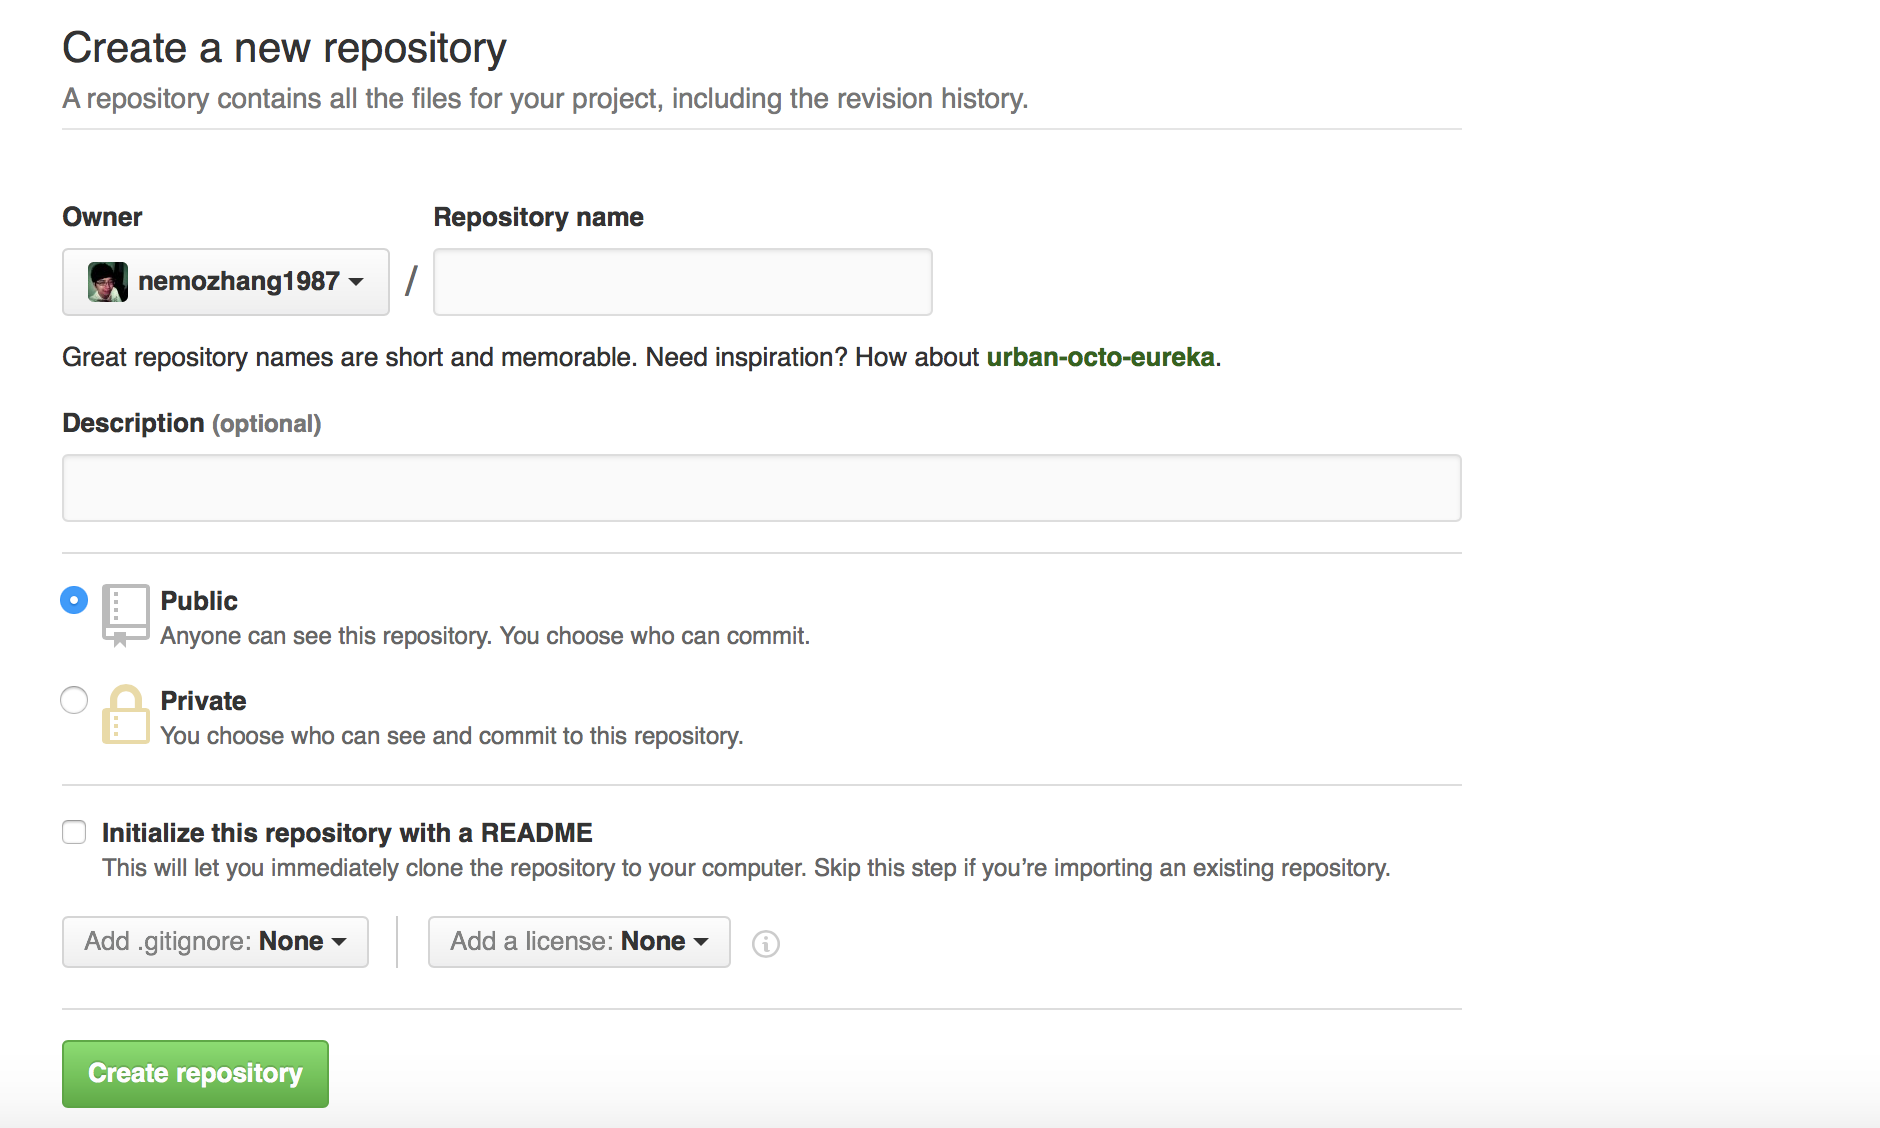 Create a new repository
A repository contains all the files for your project, including the revision history.
Owner
Repository name
nemozhang1987
/
Great repository names are short and memorable. Need inspiration? How about urban-octo-eureka.
Description (optional)
Public
Anyone can see this repository. You choose who can commit.
Private
You choose who can see and commit to this repository.
Initialize this repository with a README
This will let you immediately clone the repository to your computer. Skip this step if you’re importing an existing repository.
Add .gitignore: None
Add a license: None
Create repository